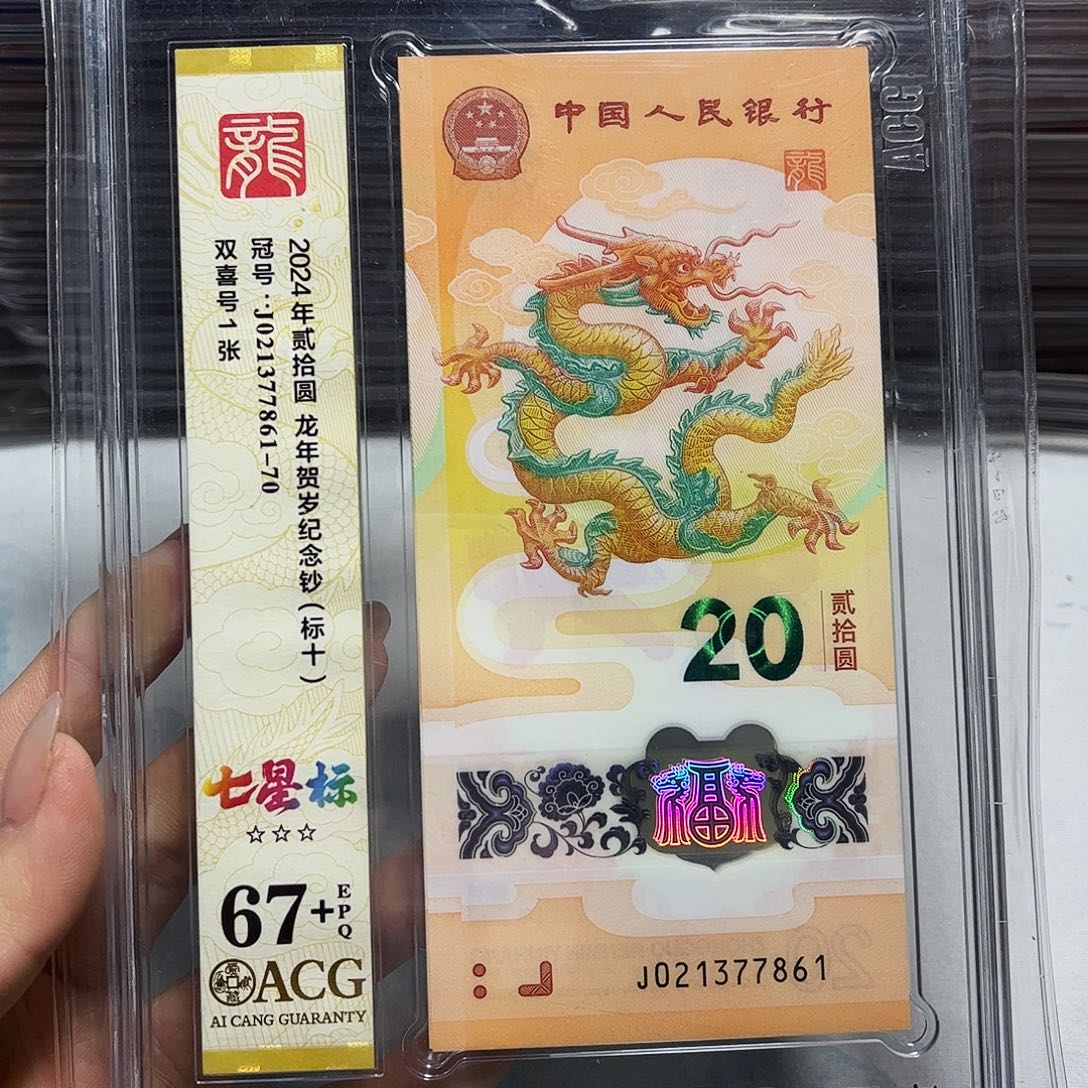 龍
2024年贰拾圆 龙年贺岁纪念钞(标十)
冠号:J021377861-70
双喜号1张
七星标
67+EPQ
ACG
AI CANG GUARANTY
中国人民银行
龍
20
贰拾圆
福
J021377861
ACG